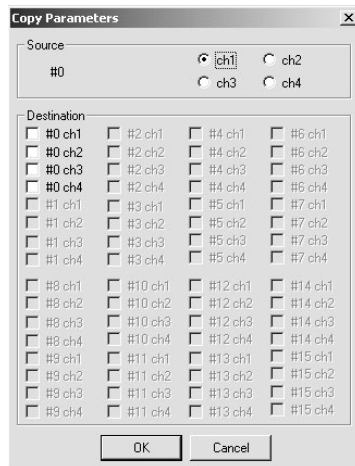 Copy Parameters
Source
#0
ch1 ch2
ch3 ch4
Destination
#0 ch1 #2 ch1 #4 ch1 #6 ch1
#0 ch2 #2 ch2 #4 ch2 #6 ch2
#0 ch3 #2 ch3 #4 ch3 #6 ch3
#0 ch4 #2 ch4 #4 ch4 #6 ch4
#1 ch1 #3 ch1 #5 ch1 #7 ch1
#1 ch2 #3 ch2 #5 ch2 #7 ch2
#1 ch3 #3 ch3 #5 ch3 #7 ch3
#1 ch4 #3 ch4 #5 ch4 #7 ch4
#8 ch1 #10 ch1 #12 ch1 #14 ch1
#8 ch2 #10 ch2 #12 ch2 #14 ch2
#8 ch3 #10 ch3 #12 ch3 #14 ch3
#8 ch4 #10 ch4 #12 ch4 #14 ch4
#9 ch1 #11 ch1 #13 ch1 #15 ch1
#9 ch2 #11 ch2 #13 ch2 #15 ch2
#9 ch3 #11 ch3 #13 ch3 #15 ch3
#9 ch4 #11 ch4 #13 ch4 #15 ch4
OK Cancel